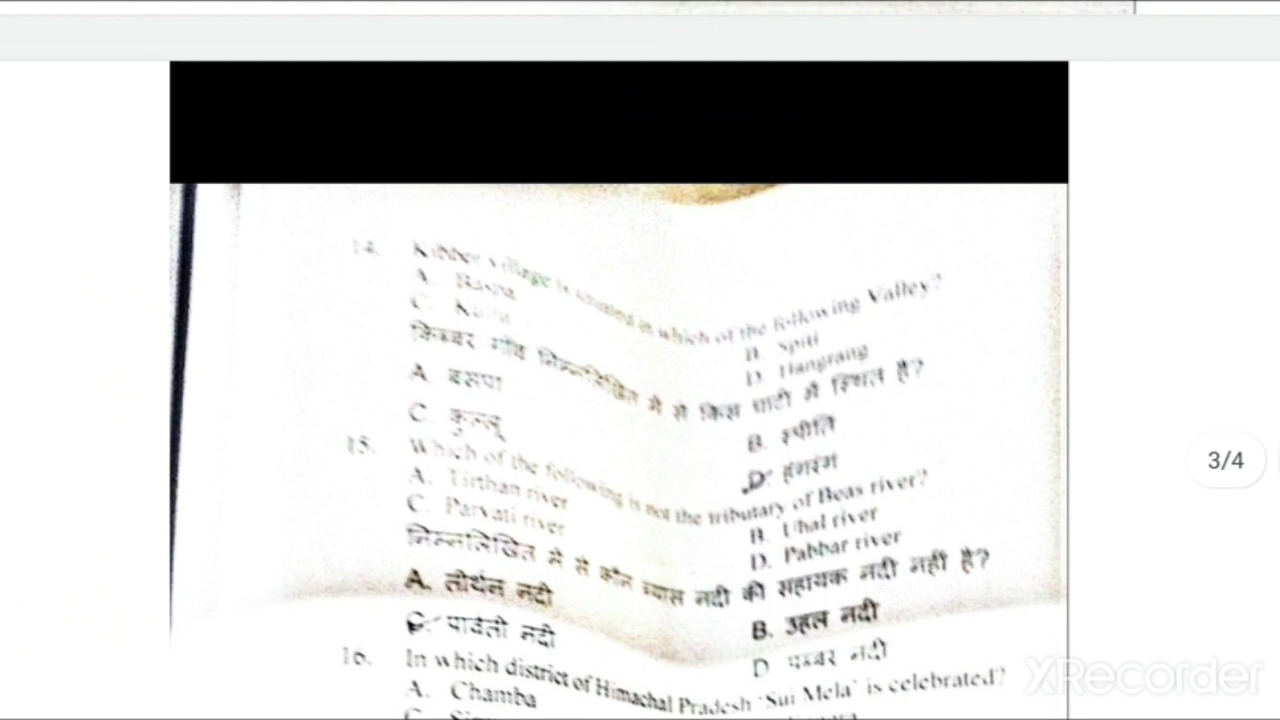 14. Kibber village is situated in which of the following Valley?
A. Baspa B. Spiti
C. D. Hangrang
किब्बर गाँव निम्नलिखित में से किस घाटी में स्थित है?
A. बसपा B. स्पीति
C. कुल्लू D. हंगरंग
15. Which of the following is not the tributary of Beas river?
A. Tirthan river B. Uhal river
C. Parvati river D. Pabbar river
निम्नलिखित में से कौन ब्यास नदी की सहायक नदी नहीं है?
A. तीर्थन नदी B. उहल नदी
C. पार्वती नदी D पब्बर नदी
16. In which district of Himachal Pradesh 'Sui Mela' is celebrated?
A. Chamba
C.
3/4
XRecorder